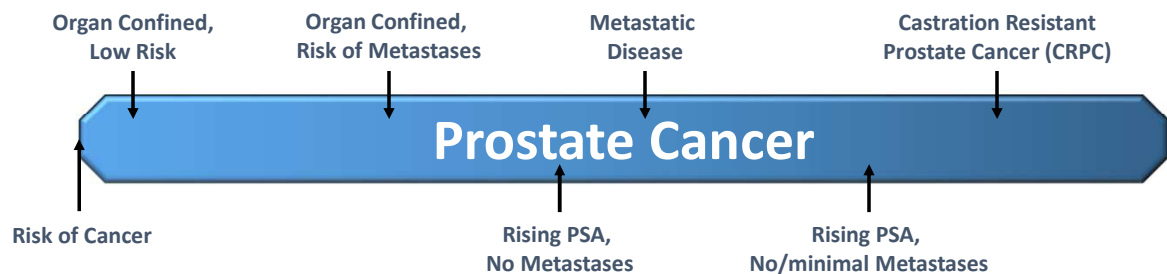 Organ Confined,
Low Risk
Organ Confined,
Risk of Metastases
Metastatic
Disease
Castration Resistant
Prostate Cancer (CRPC)
Prostate Cancer
Risk of Cancer
Rising PSA,
No Metastases
Rising PSA,
No/minimal Metastases